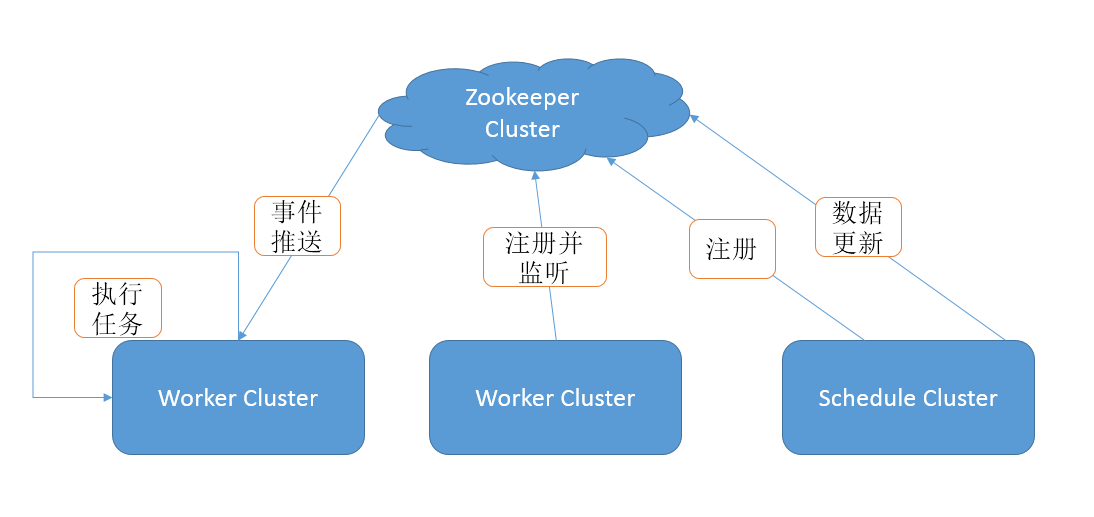 Zookeeper
Cluster
事件
推送
注册并
监听
注册
数据
更新
执行
任务
Worker Cluster
Worker Cluster
Schedule Cluster